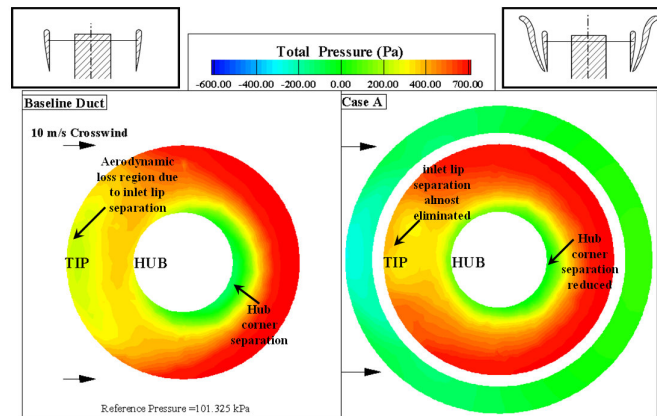 Total Pressure (Pa)
-600.00 -400.00 -200.00 0.00 200.00 400.00 700.00
Baseline Duct
10 m/s Crosswind
Aerodynamic
loss region due
to inlet lip
separation
TIP
HUB
Hub
corner
separation
Reference Pressure =101.325 kPa
Case A
inlet lip
separation
almost
eliminated
TIP
HUB
Hub
corner
separation
reduced